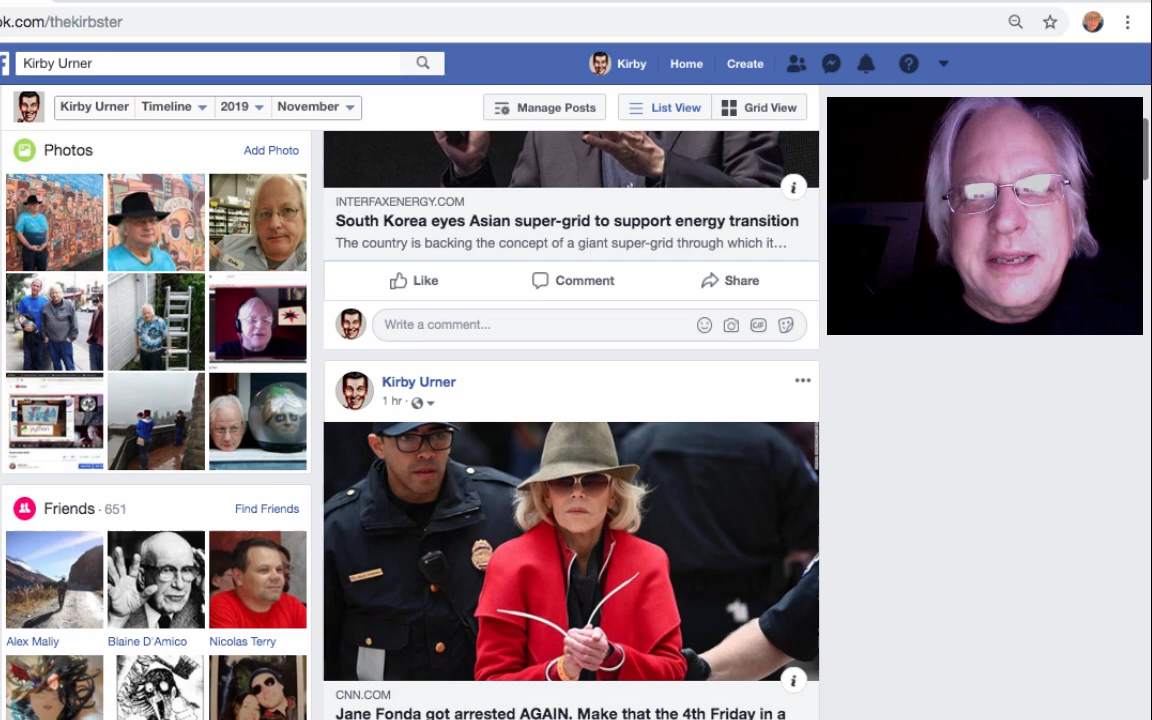 ok.com/thekirbster
Kirby Urner
Kirby
Home
Create
Kirby Urner
Timeline
2019
November
Manage Posts
List View
Grid View
Photos
Add Photo
INTERFAXENERGY.COM
South Korea eyes Asian super-grid to support energy transition
The country is backing the concept of a giant super-grid through which it...
Like
Comment
Share
Write a comment...
GIF
Kirby Urner
1 hr ·
python
Friends · 651
Find Friends
Alex Maliy
Blaine D'Amico
Nicolas Terry
CNN.COM
Jane Fonda got arrested AGAIN. Make that the 4th Friday in a